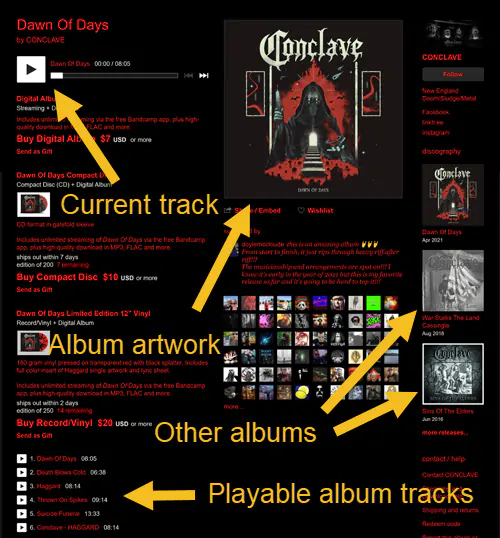 Dawn Of Days
by CONCLAVE
Dawn Of Days 00:00 / 08:05
Digital Album
Streaming + D
Includes unlimited streaming via the free Bandcamp app, plus high-
quality download in MP3, FLAC and more.
Buy Digital Album $7 USD or more
Send as Gift
Dawn Of Days Compact D
Compact Disc (CD) + Digital Album
CD format in gatefold sleeve
Includes unlimited streaming of Dawn Of Days via the free Bandcamp
app, plus high-quality download in MP3, FLAC and more.
ships out within 7 days
edition of 200 7 remaining
Buy Compact Disc $10 USD or more
Send as Gift
Dawn Of Days Limited Edition 12" Vinyl
Record/Vinyl + Digital Album
180 gram vinyl pressed on transparent red with black splatter. Includes
full color insert of Haggard single artwork and lyric sheet.
Includes unlimited streaming of Dawn Of Days via the free Bandcamp
app, plus high-quality download in MP3, FLAC and more.
ships out within 2 days
edition of 250 14 remaining
Buy Record/Vinyl $20 USD or more
Send as Gift
1. Dawn Of Days 08:05
2. Death Blows Cold 06:38
3. Haggard 08:14
4. Thrown On Spikes 09:14
5. Suicide Funeral 13:33
6. Conclave - HAGGARD 08:14
Conclave
DAWN OF DAYS
Share / Embed
Wishlist
by
doylemacloude This is an amazing album
From start to finish, it just rips through heavy riff after
riff!!!
The musicianship and arrangements are spot on!!! I
know it's early in the year of 2021 but this is my favorite
release so far and it's going to be hard to top it!!!
more...
CONCLAVE
Follow
New England
Doom/Sludge/Metal
Facebook
linktree
instagram
discography
Conclave
Dawn Of Days
Apr 2021
War Stalks The Land
Cassingle
Aug 2018
Conclave
Sins Of The Elders
Jun 2016
more releases...
contact / help
Contact CONCLAVE
Shipping and returns
Redeem code
Current track
Album artwork
Other albums
Playable album tracks